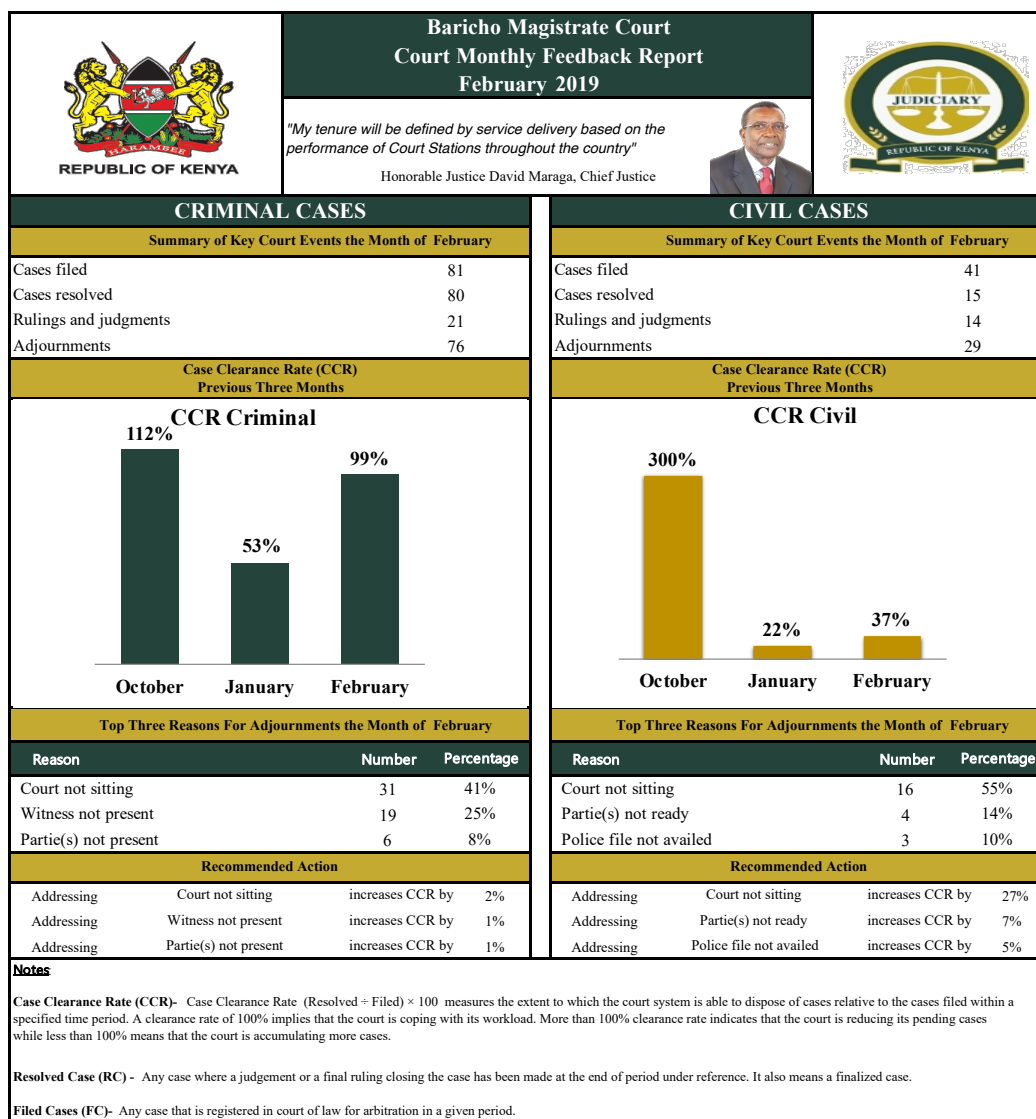 Baricho Magistrate Court
Court Monthly Feedback Report
February 2019
"My tenure will be defined by service delivery based on the
performance of Court Stations throughout the country"
Honorable Justice David Maraga, Chief Justice
HARAMBEE
REPUBLIC OF KENYA
JUDICIARY
REPUBLIC OF KENYA
CRIMINAL CASES
Summary of Key Court Events the Month of February
Cases filed 81
Cases resolved 80
Rulings and judgments 21
Adjournments 76
Case Clearance Rate (CCR)
Previous Three Months
CCR Criminal
112%
53%
99%
October January February
Top Three Reasons For Adjournments the Month of February
Reason Number Percentage
Court not sitting 31 41%
Witness not present 19 25%
Partie(s) not present 6 8%
Recommended Action
Addressing Court not sitting increases CCR by 2%
Addressing Witness not present increases CCR by 1%
Addressing Partie(s) not present increases CCR by 1%
CIVIL CASES
Summary of Key Court Events the Month of February
Cases filed 41
Cases resolved 15
Rulings and judgments 14
Adjournments 29
Case Clearance Rate (CCR)
Previous Three Months
CCR Civil
300%
22%
37%
October January February
Top Three Reasons For Adjournments the Month of February
Reason Number Percentage
Court not sitting 16 55%
Partie(s) not ready 4 14%
Police file not availed 3 10%
Recommended Action
Addressing Court not sitting increases CCR by 27%
Addressing Partie(s) not ready increases CCR by 7%
Addressing Police file not availed increases CCR by 5%
Notes
Case Clearance Rate (CCR)- Case Clearance Rate (Resolved ÷ Filed) × 100 measures the extent to which the court system is able to dispose of cases relative to the cases filed within a
specified time period. A clearance rate of 100% implies that the court is coping with its workload. More than 100% clearance rate indicates that the court is reducing its pending cases
while less than 100% means that the court is accumulating more cases.
Resolved Case (RC) - Any case where a judgement or a final ruling closing the case has been made at the end of period under reference. It also means a finalized case.
Filed Cases (FC)- Any case that is registered in court of law for arbitration in a given period.